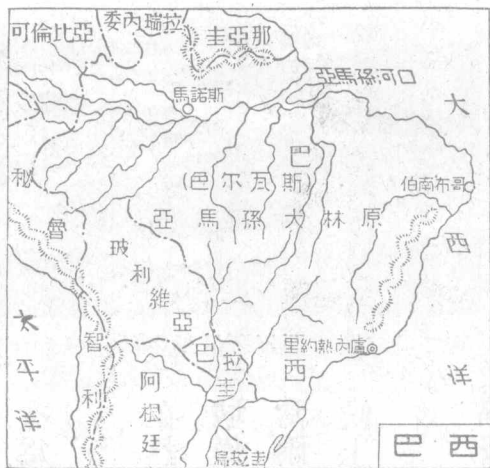 可倫比亞
委內瑞拉
圭亞那
亞馬孫河口
馬諾斯
大西洋
巴西
(色尔瓦斯)
伯南布哥
秘魯
亞馬孫大林原
玻利維亞
太平洋
智利
巴拉圭
里約熱內盧
阿根廷
烏拉圭
巴西